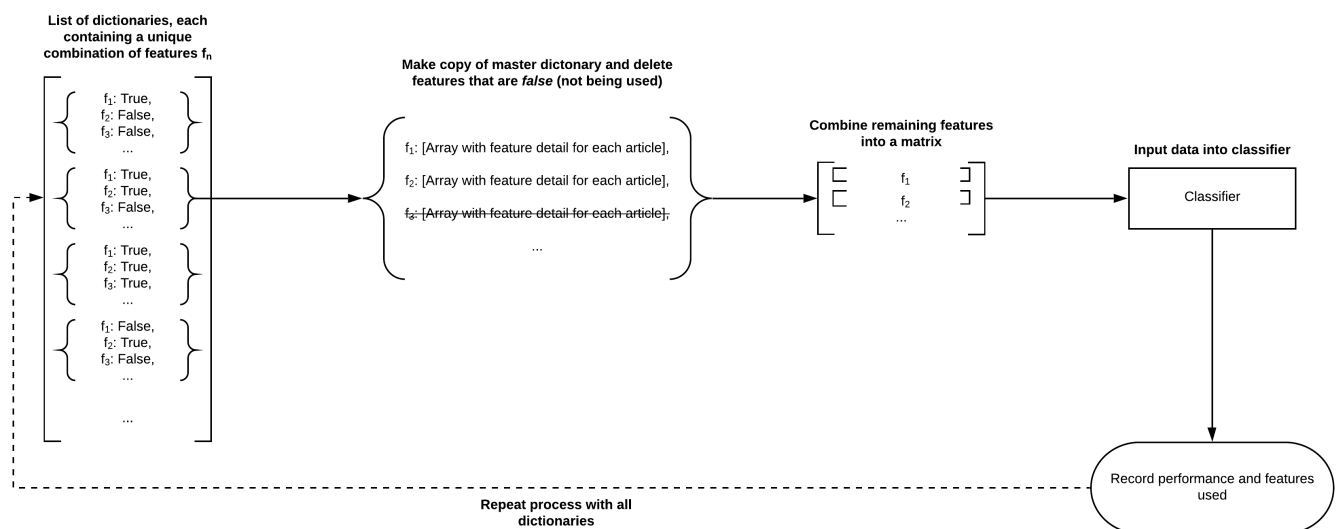 List of dictionaries, each
containing a unique
combination of features fn
f1: True,
f2: False,
f3: False,
...
f1: True,
f2: True,
f3: False,
...
f1: True,
f2: True,
f3: True,
...
f1: False,
f2: True,
f3: False,
...
...
Make copy of master dictonary and delete
features that are false (not being used)
f1: [Array with feature detail for each article],
f2: [Array with feature detail for each article],
f3: [Array with feature detail for each article],
...
Combine remaining features
into a matrix
f1
f2
...
Input data into classifier
Classifier
Record performance and features
used
Repeat process with all
dictionaries